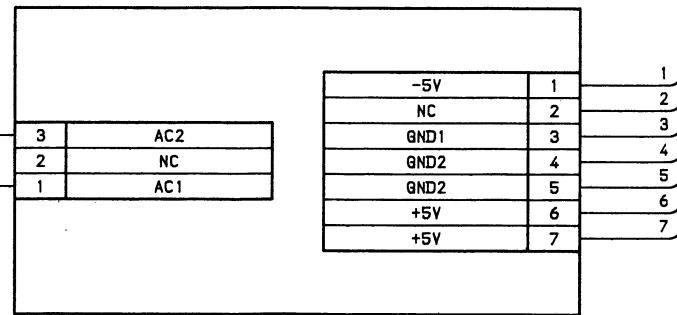 3 AC2
2 NC
1 AC1
-5V 1 1
NC 2 2
GND1 3 3
GND2 4 4
GND2 5 5
+5V 6 6
+5V 7 7